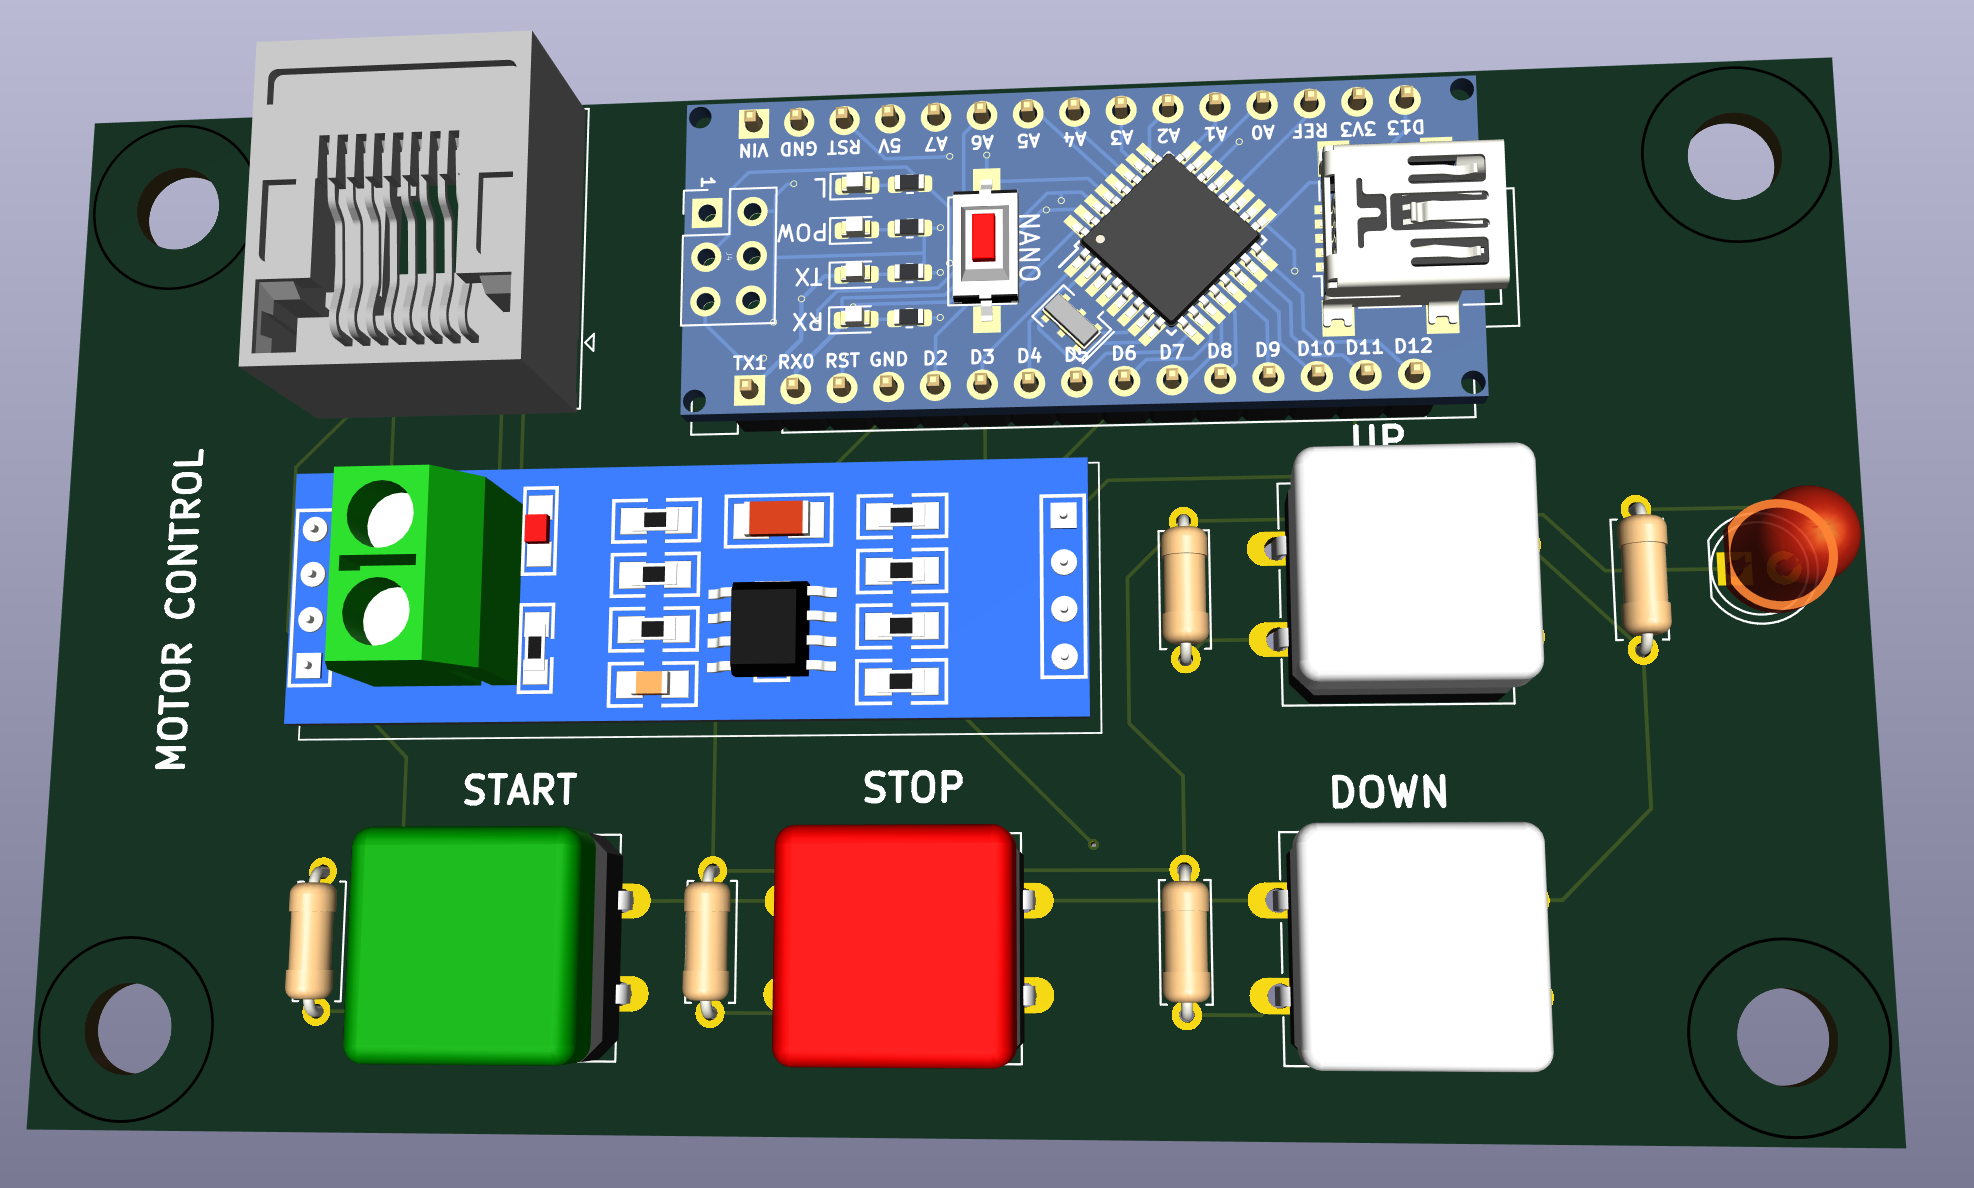 VIN GND RST 5V A7 A6 A5 A4 A3 A2 A1 A0 REF 3V3 D13
1
L
POW
TX
RX
NANO
TX1 RX0 RST GND D2 D3 D4 D5 D6 D7 D8 D9 D10 D11 D12
UP
MOTOR CONTROL
START
STOP
DOWN